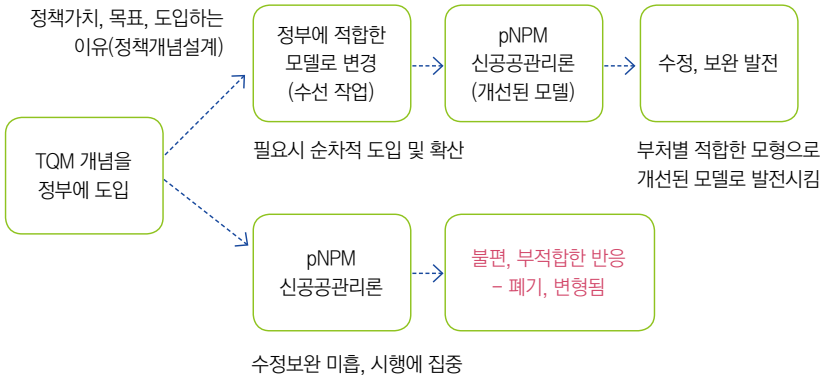 정책가치, 목표, 도입하는
이유(정책개념설계)
정부에 적합한
모델로 변경
(수선 작업)
pNPM
신공공관리론
(개선된 모델)
수정, 보완 발전
TQM 개념을
정부에 도입
필요시 순차적 도입 및 확산
부처별 적합한 모형으로
개선된 모델로 발전시킴
pNPM
신공공관리론
불편, 부적합한 반응
- 폐기, 변형됨
수정보완 미흡, 시행에 집중